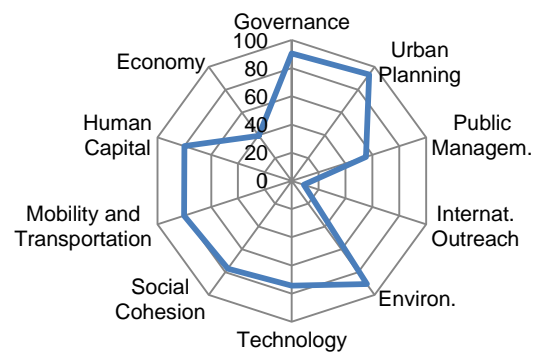 Governance
100
80
60
40
20
0
Urban
Planning
Public
Managem.
Internat.
Outreach
Environ.
Technology
Social
Cohesion
Mobility and
Transportation
Human
Capital
Economy